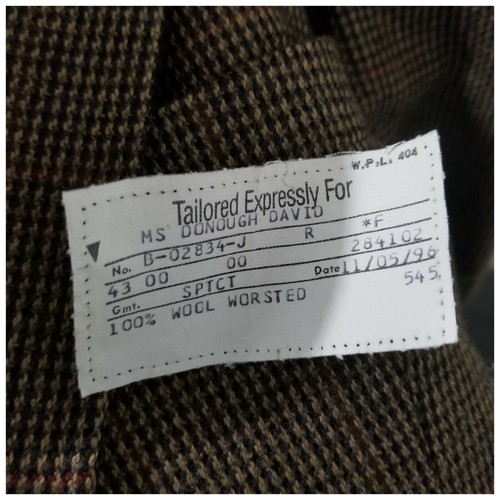 W.P.L. 404
Tailored Expressly For
MS DONOUGH DAVID
No. B-02834-J R *F
43 00 00 284102
Gmt. SPTCT Date 11/05/96
100% WOOL WORSTED 545